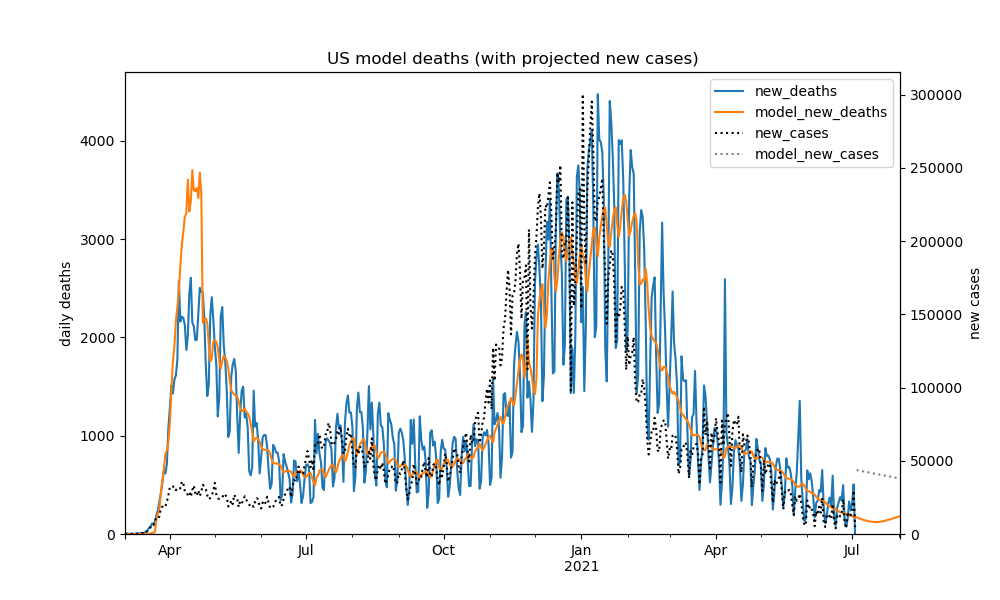 US model deaths (with projected new cases)
new_deaths
model_new_deaths
new_cases
model_new_cases
daily deaths
4000
3000
2000
1000
0
300000
250000
200000
150000
100000
50000
0
new cases
Apr
Jul
Oct
Jan
2021
Apr
Jul